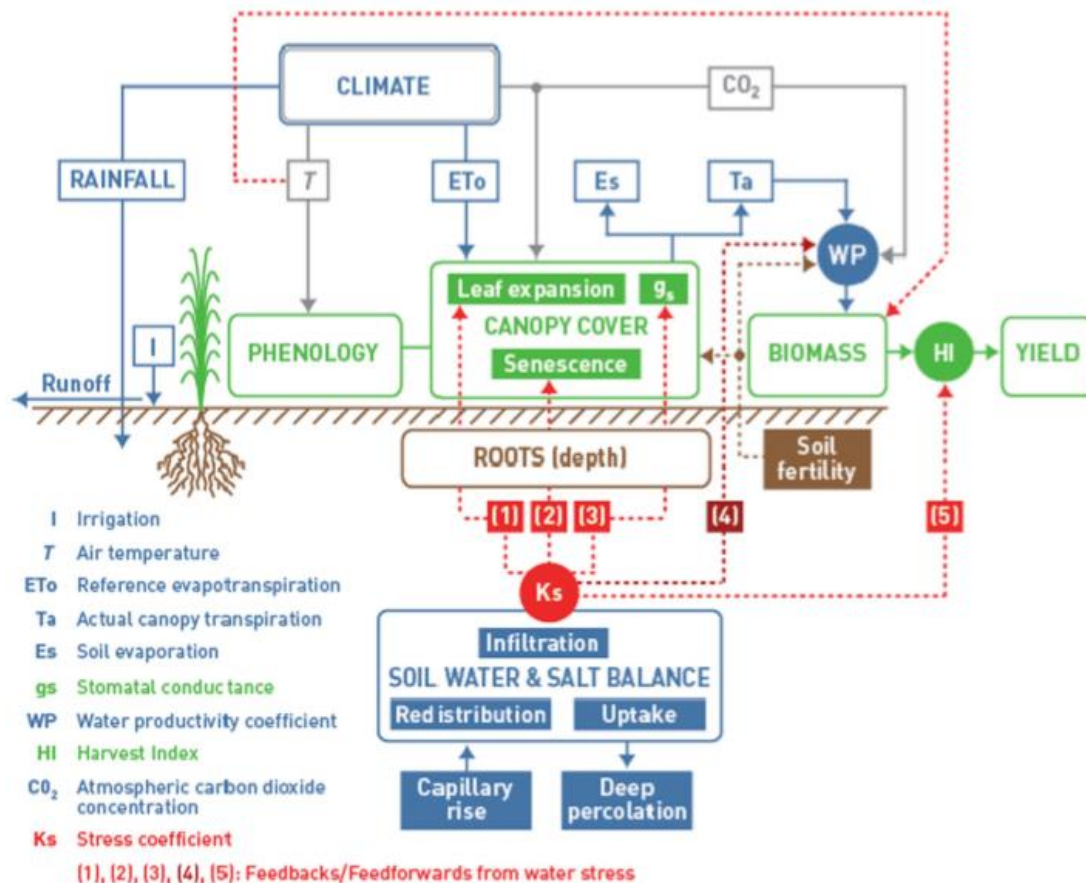 CLIMATE
CO₂
RAINFALL
T
ETo
Es
Ta
WP
Leaf expansion
gs
CANOPY COVER
Senescence
PHENOLOGY
BIOMASS
HI
YIELD
I
Runoff
ROOTS (depth)
Soil
fertility
(1) (2) (3) (4) (5)
Ks
Infiltration
SOIL WATER & SALT BALANCE
Redistribution
Uptake
Capillary
rise
Deep
percolation
I Irrigation
T Air temperature
ETo Reference evapotranspiration
Ta Actual canopy transpiration
Es Soil evaporation
gs Stomatal conductance
WP Water productivity coefficient
HI Harvest Index
CO₂ Atmospheric carbon dioxide
concentration
Ks Stress coefficient
(1), (2), (3), (4), (5): Feedbacks/Feedforwards from water stress